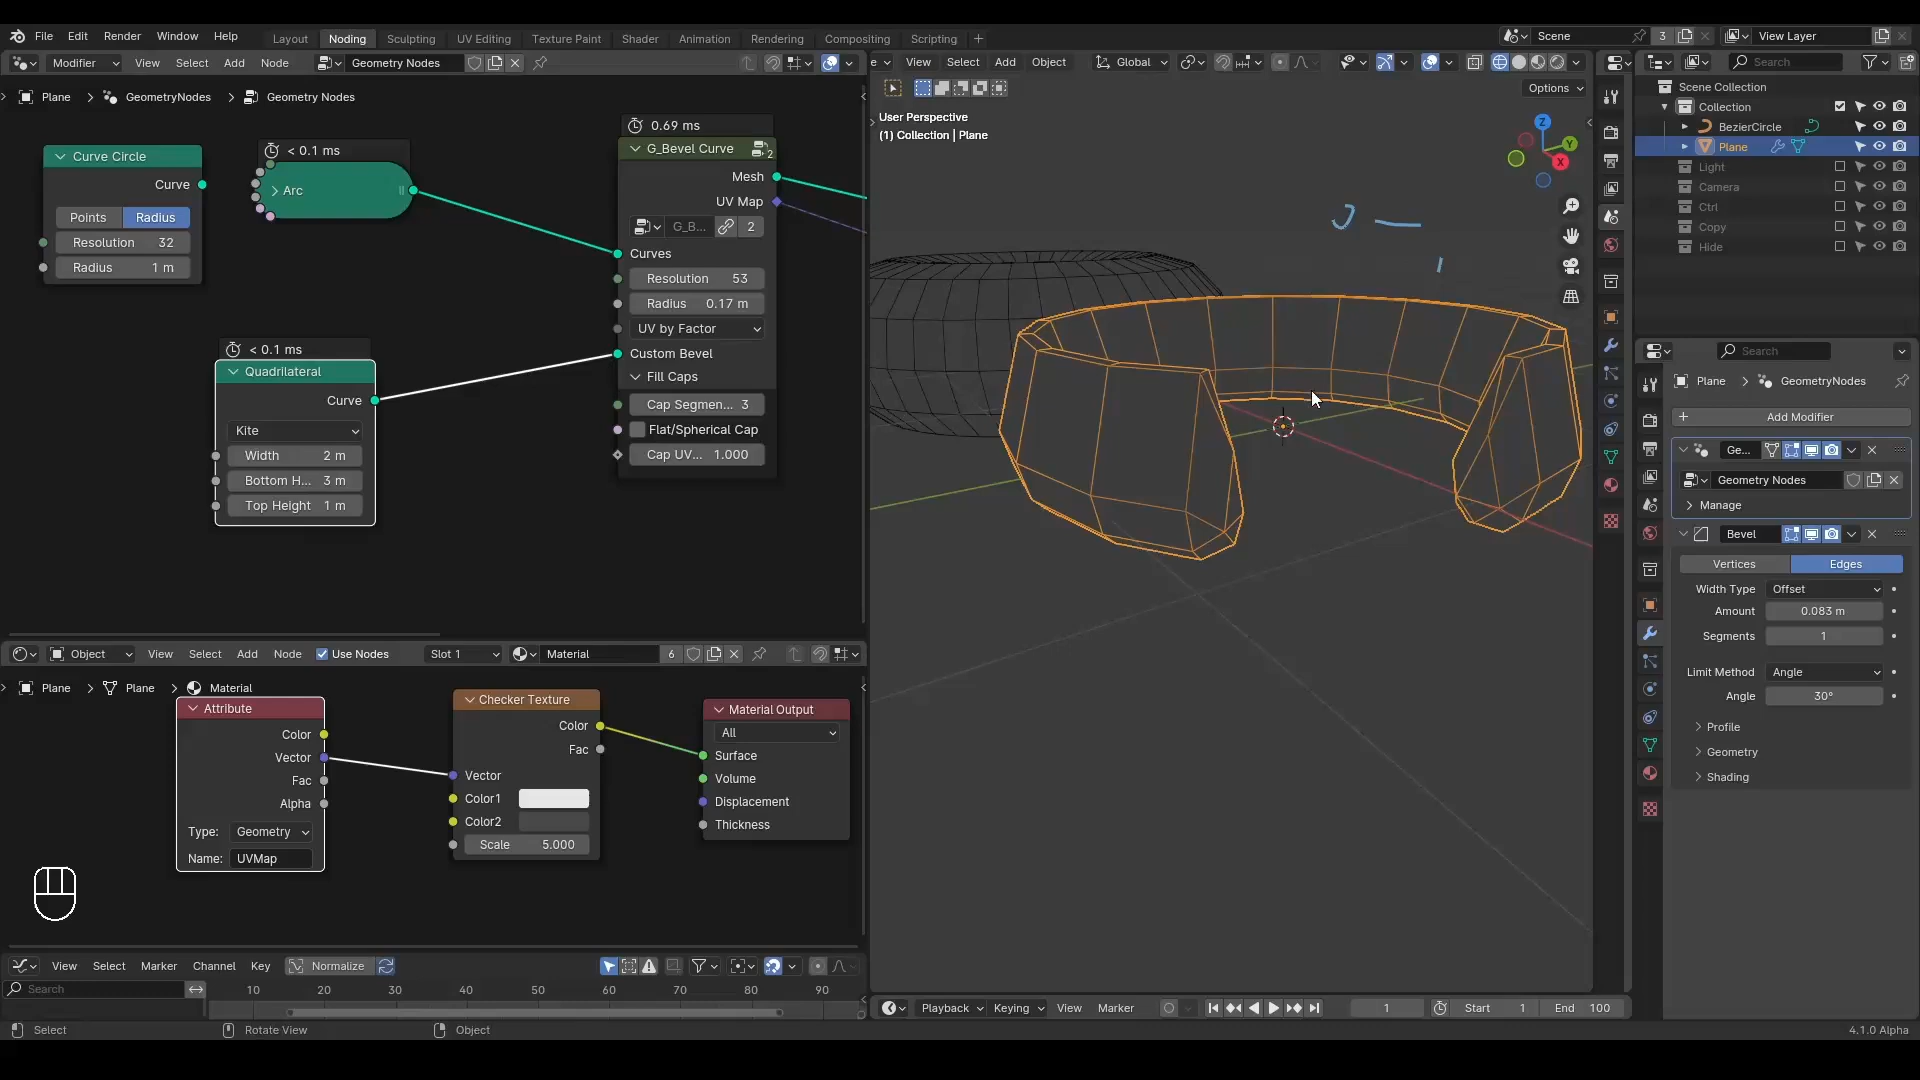 File Edit Render Window Help Layout Noding Sculpting UV Editing Texture Paint Shader Animation Rendering Compositing Scripting + Scene 3 View Layer
Modifier View Select Add Node Geometry Nodes
View Select Add Object Global
Search
Plane > GeometryNodes > Geometry Nodes
Options
User Perspective
(1) Collection | Plane
Scene Collection
Collection
BezierCircle
Plane
Light
Camera
Ctrl
Copy
Hide
Curve Circle
Curve
Points Radius
Resolution 32
Radius 1 m
< 0.1 ms
Arc
0.69 ms
G_Bevel Curve 2
Mesh
UV Map
G_B... 2
Curves
Resolution 53
Radius 0.17 m
UV by Factor
Custom Bevel
Fill Caps
Cap Segmen... 3
Flat/Spherical Cap
Cap UV... 1.000
< 0.1 ms
Quadrilateral
Curve
Kite
Width 2 m
Bottom H... 3 m
Top Height 1 m
Z
Y
X
Search
Plane > GeometryNodes
+ Add Modifier
Ge...
Geometry Nodes
Manage
Bevel
Vertices Edges
Width Type Offset
Amount 0.083 m
Segments 1
Limit Method Angle
Angle 30°
Profile
Geometry
Shading
Object View Select Add Node Use Nodes Slot 1 Material 6
Plane > Plane > Material
Attribute
Color
Vector
Fac
Alpha
Type: Geometry
Name: UVMap
Checker Texture
Color
Fac
Vector
Color1
Color2
Scale 5.000
Material Output
All
Surface
Volume
Displacement
Thickness
View Select Marker Channel Key Normalize
Search
10 20 30 40 50 60 70 80 90
Playback Keying View Marker 1 Start 1 End 100
Select Rotate View Object 4.1.0 Alpha